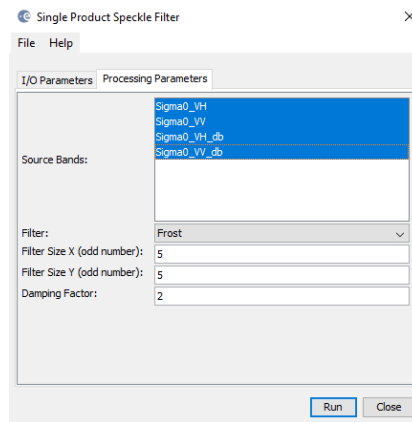 Single Product Speckle Filter
File Help
I/O Parameters Processing Parameters
Source Bands:
Sigma0_VH
Sigma0_VV
Sigma0_VH_db
Sigma0_VV_db
Filter: Frost
Filter Size X (odd number): 5
Filter Size Y (odd number): 5
Damping Factor: 2
Run Close